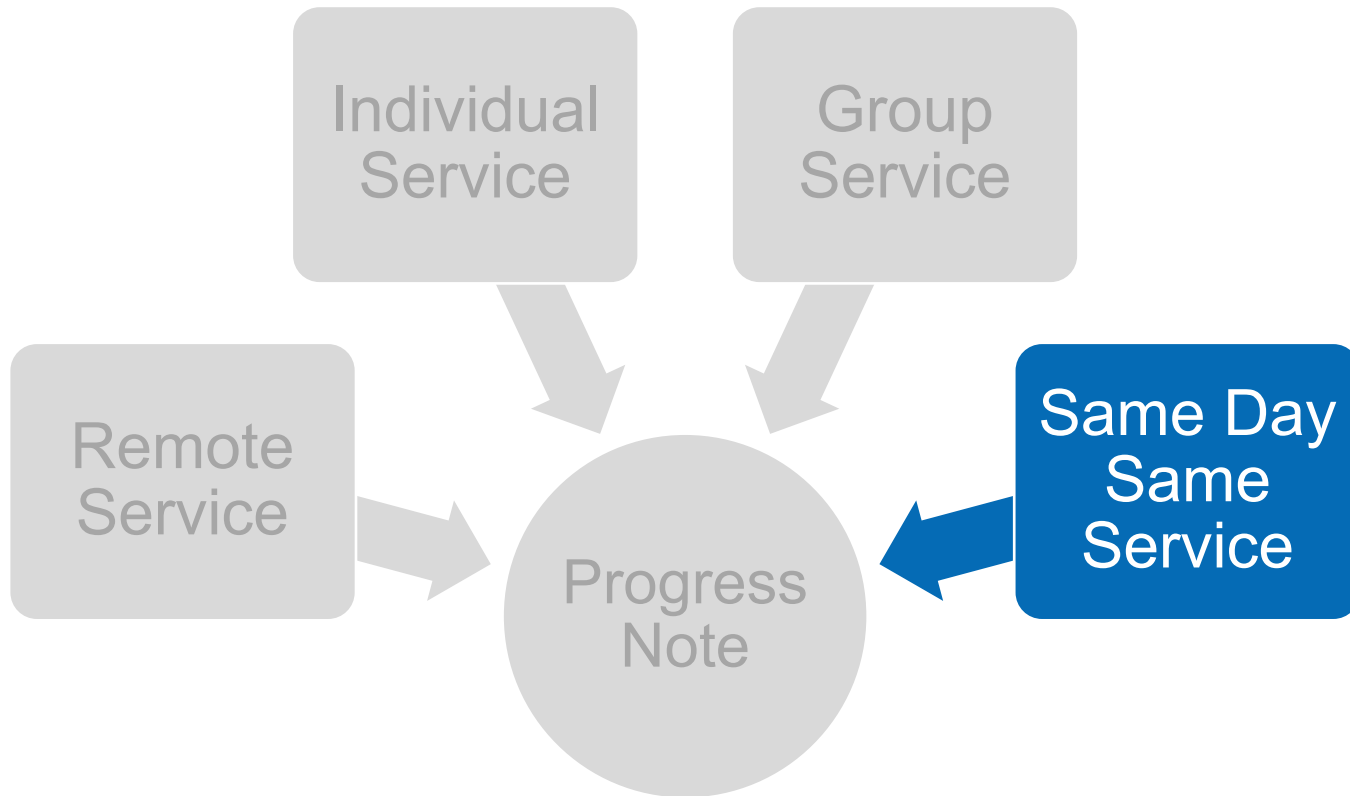 Individual
Service
Group
Service
Remote
Service
Same Day
Same
Service
Progress
Note